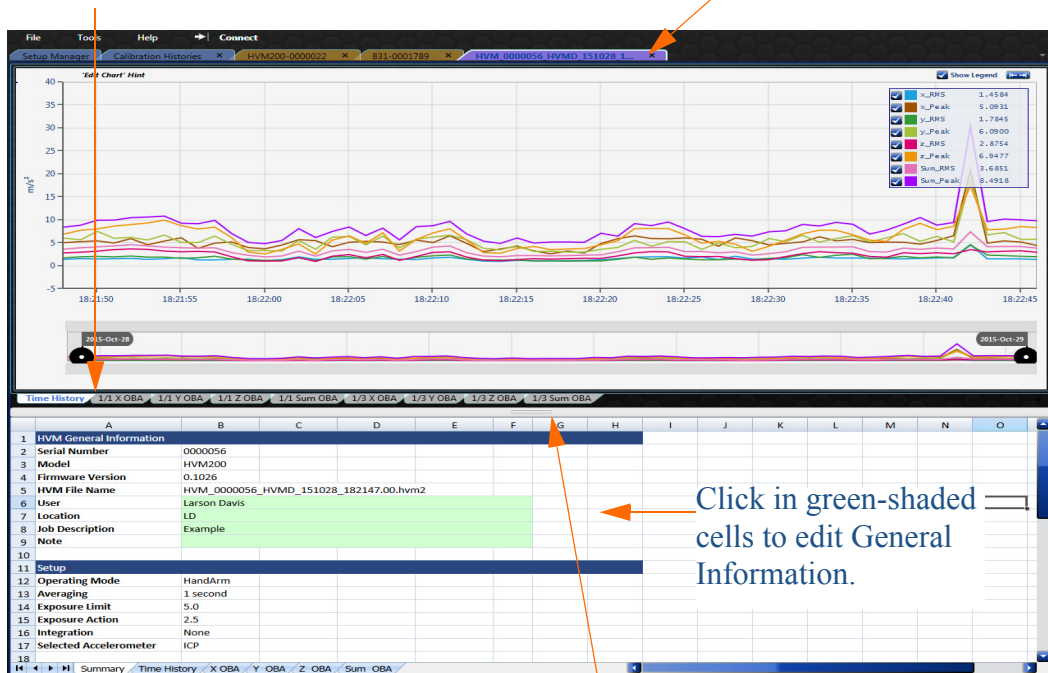 File Tools Help Connect
Setup Manager Calibration Histories × HVM200-0000022 × 831-0001789 × HVM_0000056_HVMD_151028_1... ×
'Edit Chart' Hint Show Legend
40
35
30
25
20
15
10
5
0
-5
m/s²
x_RMS 1.4584
x_Peak 5.0931
y_RMS 1.7845
y_Peak 6.0900
z_RMS 2.8754
z_Peak 6.9477
Sum_RMS 3.6851
Sum_Peak 8.4918
18:21:50 18:21:55 18:22:00 18:22:05 18:22:10 18:22:15 18:22:20 18:22:25 18:22:30 18:22:35 18:22:40 18:22:45
2015-Oct-28 2015-Oct-29
Time History 1/1 X OBA 1/1 Y OBA 1/1 Z OBA 1/1 Sum OBA 1/3 X OBA 1/3 Y OBA 1/3 Z OBA 1/3 Sum OBA
A B C D E F G H I J K L M N O
1 HVM General Information
2 Serial Number 0000056
3 Model HVM200
4 Firmware Version 0.1026
5 HVM File Name HVM_0000056_HVMD_151028_182147.00.hvm2
6 User Larson Davis
7 Location LD
8 Job Description Example
9 Note
10
11 Setup
12 Operating Mode HandArm
13 Averaging 1 second
14 Exposure Limit 5.0
15 Exposure Action 2.5
16 Integration None
17 Selected Accelerometer ICP
18
Click in green-shaded
cells to edit General
Information.
Summary Time History X OBA Y OBA Z OBA Sum OBA